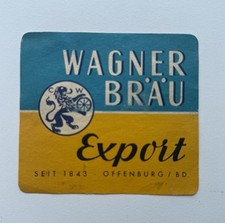 WAGNER
BRÄU
C W
Export
SEIT 1843 OFFENBURG / BD.